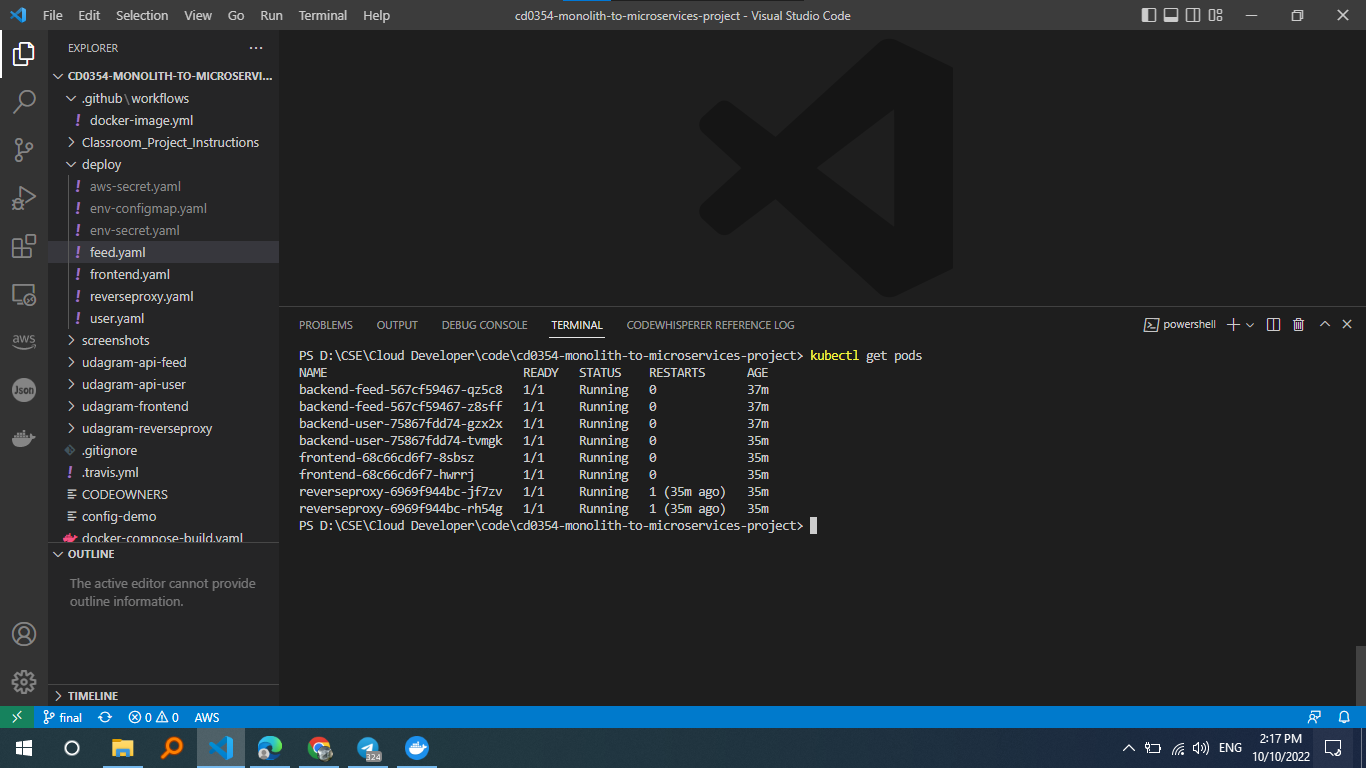 File Edit Selection View Go Run Terminal Help
cd0354-monolith-to-microservices-project - Visual Studio Code
EXPLORER
CD0354-MONOLITH-TO-MICROSERVI...
.github\workflows
docker-image.yml
Classroom_Project_Instructions
deploy
aws-secret.yaml
env-configmap.yaml
env-secret.yaml
feed.yaml
frontend.yaml
reverseproxy.yaml
user.yaml
screenshots
udagram-api-feed
udagram-api-user
udagram-frontend
udagram-reverseproxy
.gitignore
.travis.yml
CODEOWNERS
config-demo
docker-compose-build.yaml
OUTLINE
The active editor cannot provide
outline information.
TIMELINE
aws
Json
PROBLEMS OUTPUT DEBUG CONSOLE TERMINAL CODEWHISPERER REFERENCE LOG
powershell
PS D:\CSE\Cloud Developer\code\cd0354-monolith-to-microservices-project> kubectl get pods
NAME READY STATUS RESTARTS AGE
backend-feed-567cf59467-qz5c8 1/1 Running 0 37m
backend-feed-567cf59467-z8sff 1/1 Running 0 37m
backend-user-75867fdd74-gzx2x 1/1 Running 0 37m
backend-user-75867fdd74-tvmgk 1/1 Running 0 35m
frontend-68c66cd6f7-8sbsz 1/1 Running 0 35m
frontend-68c66cd6f7-hwrrj 1/1 Running 0 35m
reverseproxy-6969f944bc-jf7zv 1/1 Running 1 (35m ago) 35m
reverseproxy-6969f944bc-rh54g 1/1 Running 1 (35m ago) 35m
PS D:\CSE\Cloud Developer\code\cd0354-monolith-to-microservices-project>
final 0 0 AWS
324
ENG
2:17 PM
10/10/2022